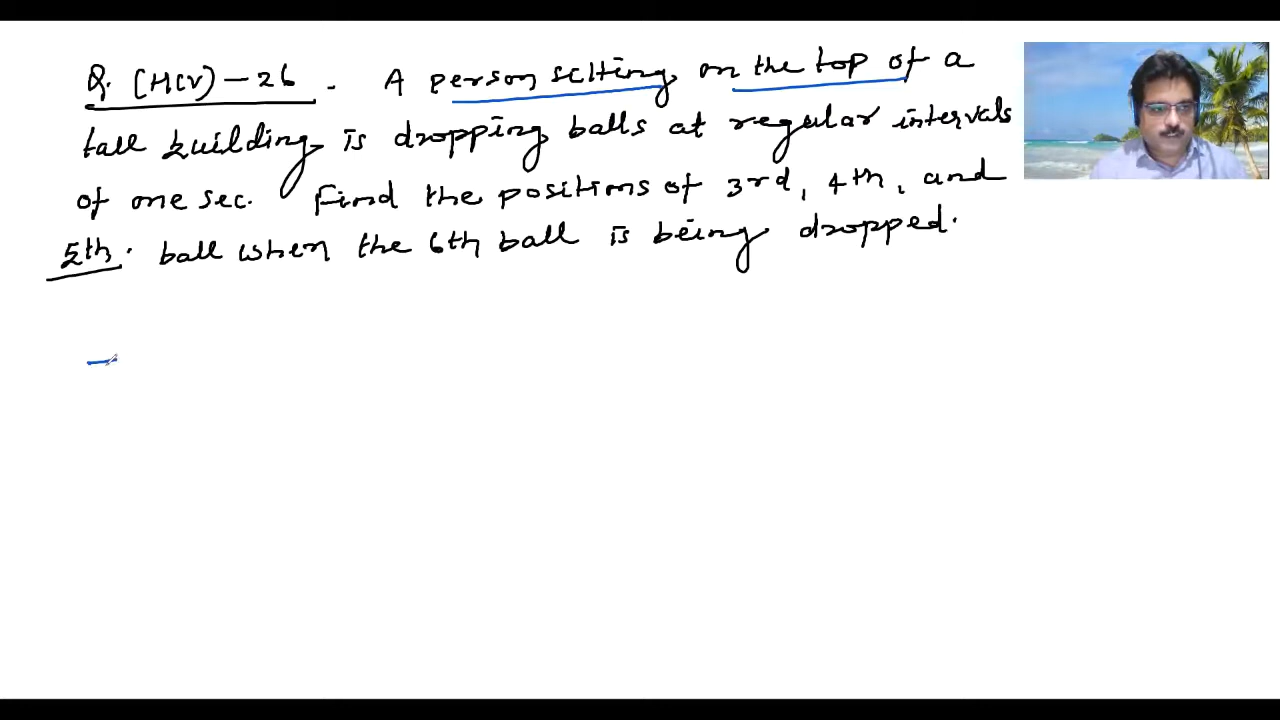 Q. (HCV) - 26. A person sitting on the top of a
tall building is dropping balls at regular intervals
of one sec. Find the positions of 3rd, 4th, and
5th. ball when the 6th ball is being dropped.